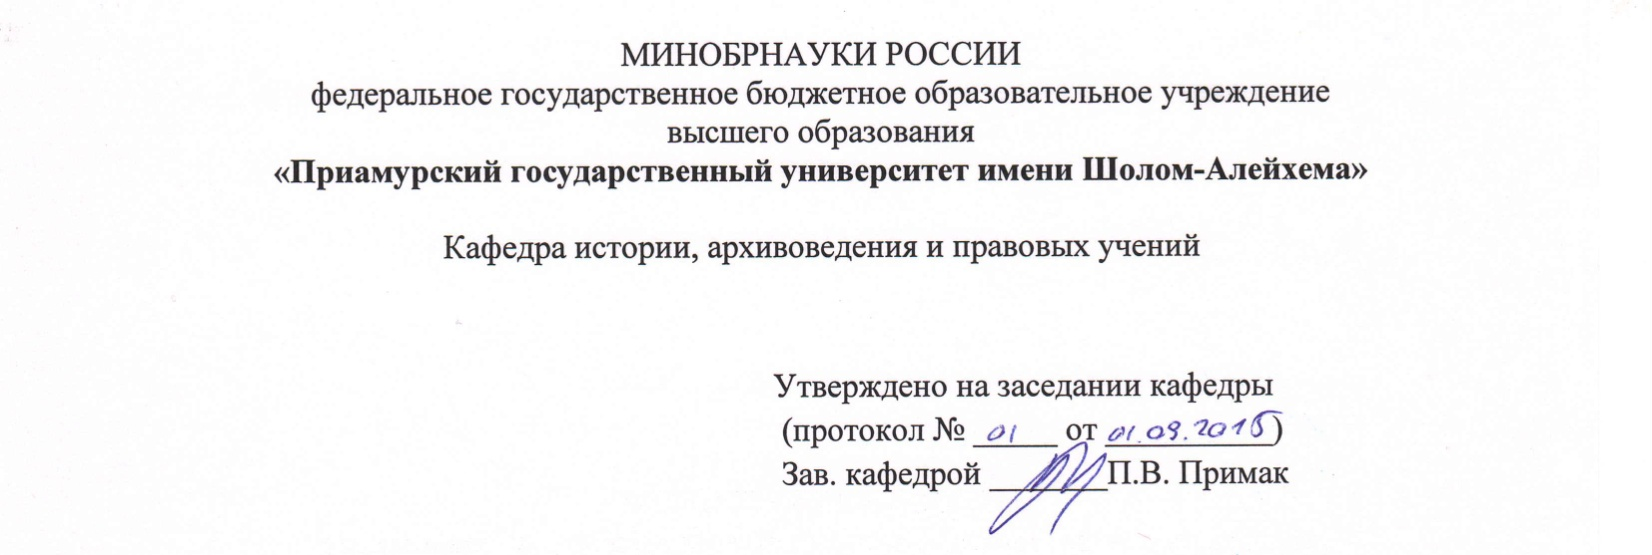 МИНОБРНАУКИ РОССИИ
федеральное государственное бюджетное образовательное учреждение
высшего образования
«Приамурский государственный университет имени Шолом-Алейхема»
Кафедра истории, архивоведения и правовых учений
Утверждено на заседании кафедры
(протокол № 01 от 01.09.2015)
Зав. кафедрой П.В. Примак